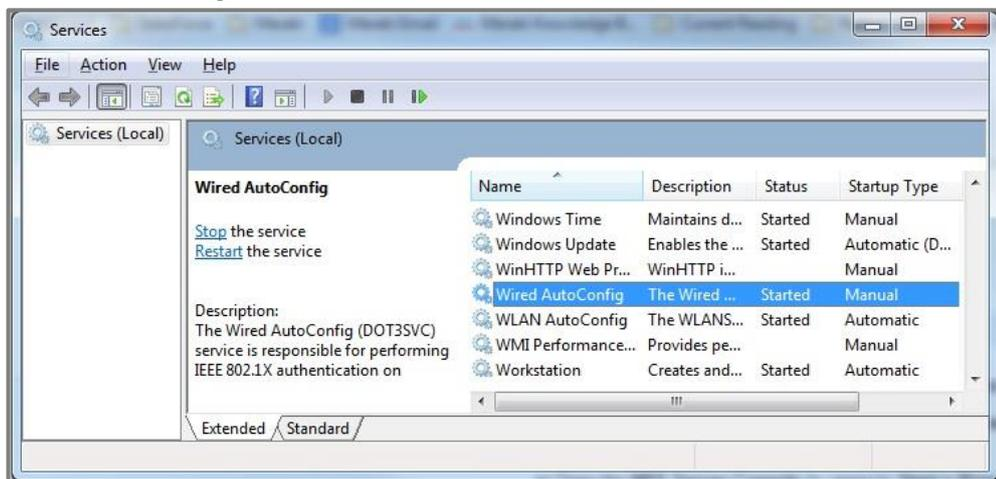 Services
File Action View Help
Services (Local)
Services (Local)
Wired AutoConfig
Stop the service
Restart the service
Description:
The Wired AutoConfig (DOT3SVC)
service is responsible for performing
IEEE 802.1X authentication on
Name Description Status Startup Type
Windows Time Maintains d... Started Manual
Windows Update Enables the ... Started Automatic (D...
WinHTTP Web Pr... WinHTTP i... Manual
Wired AutoConfig The Wired ... Started Manual
WLAN AutoConfig The WLANS... Started Automatic
WMI Performance... Provides pe... Manual
Workstation Creates and... Started Automatic
Extended Standard